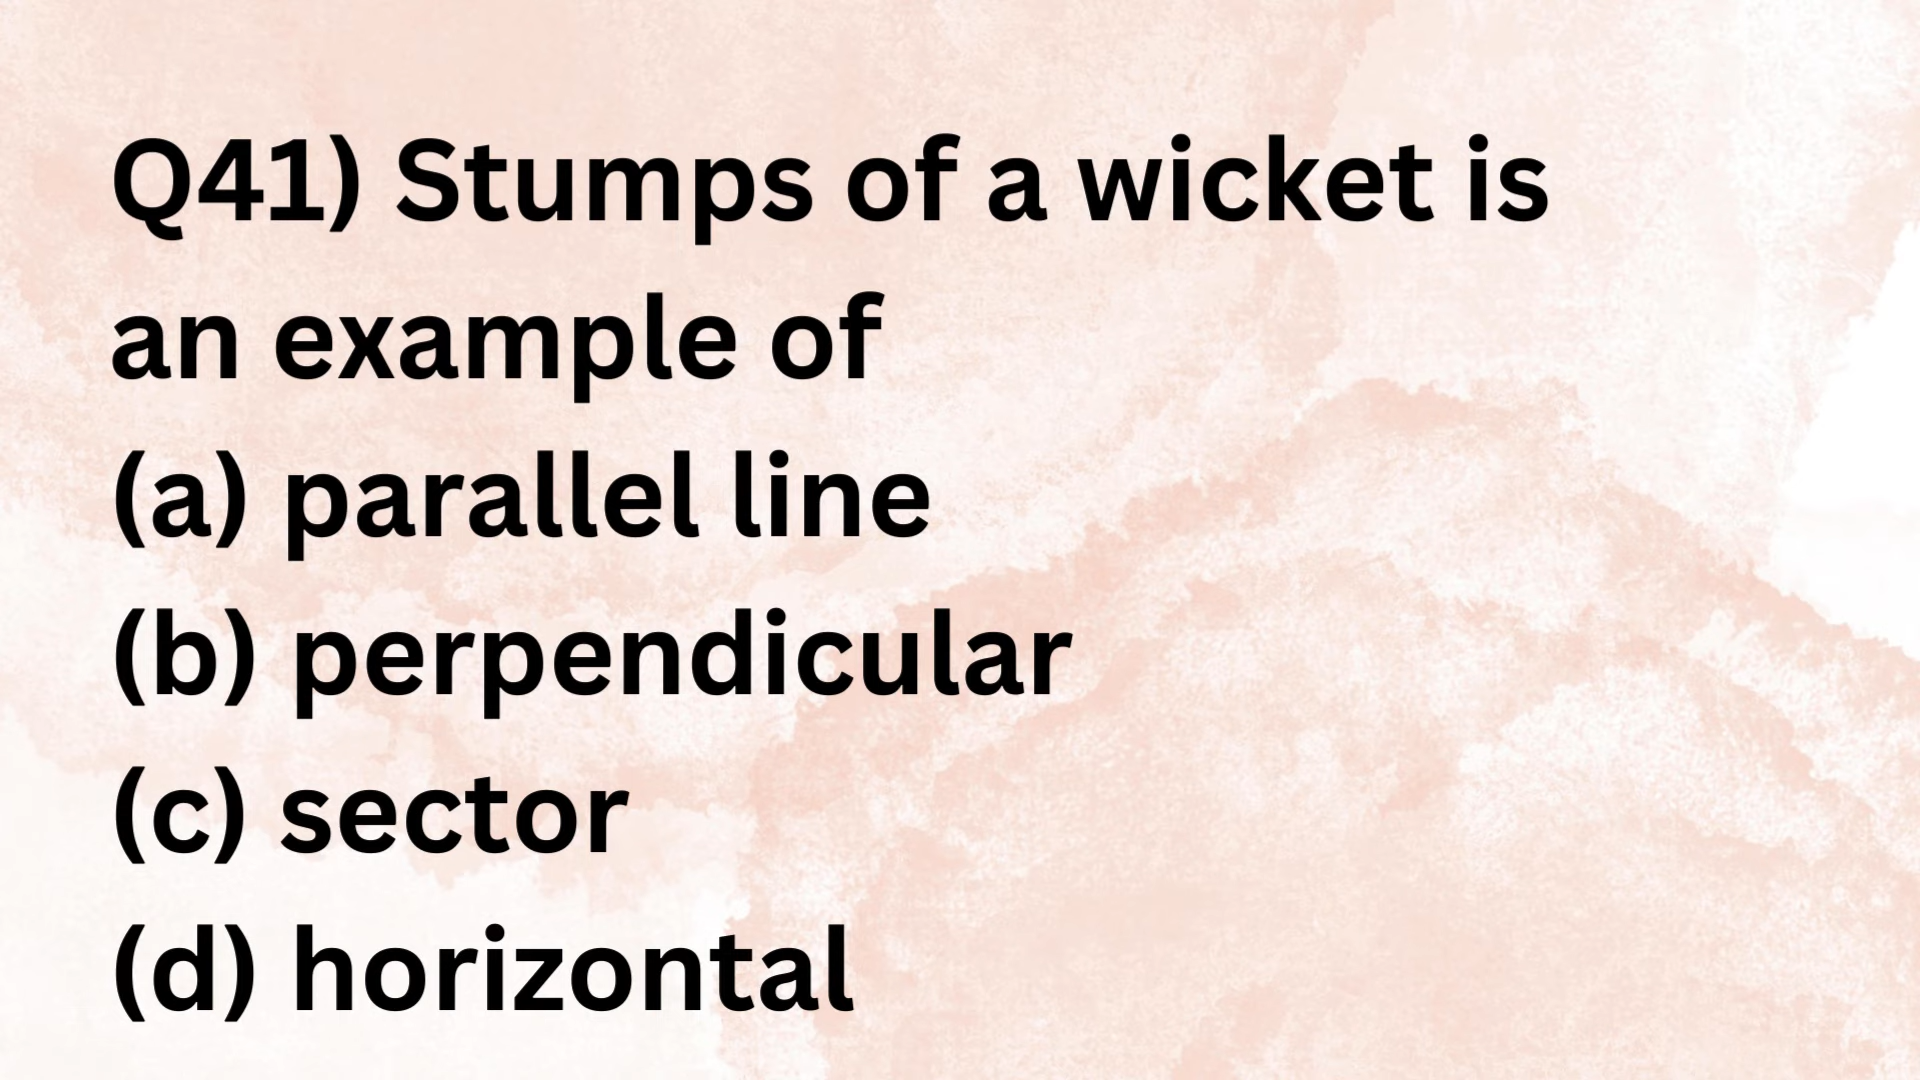 Q41) Stumps of a wicket is
an example of
(a) parallel line
(b) perpendicular
(c) sector
(d) horizontal